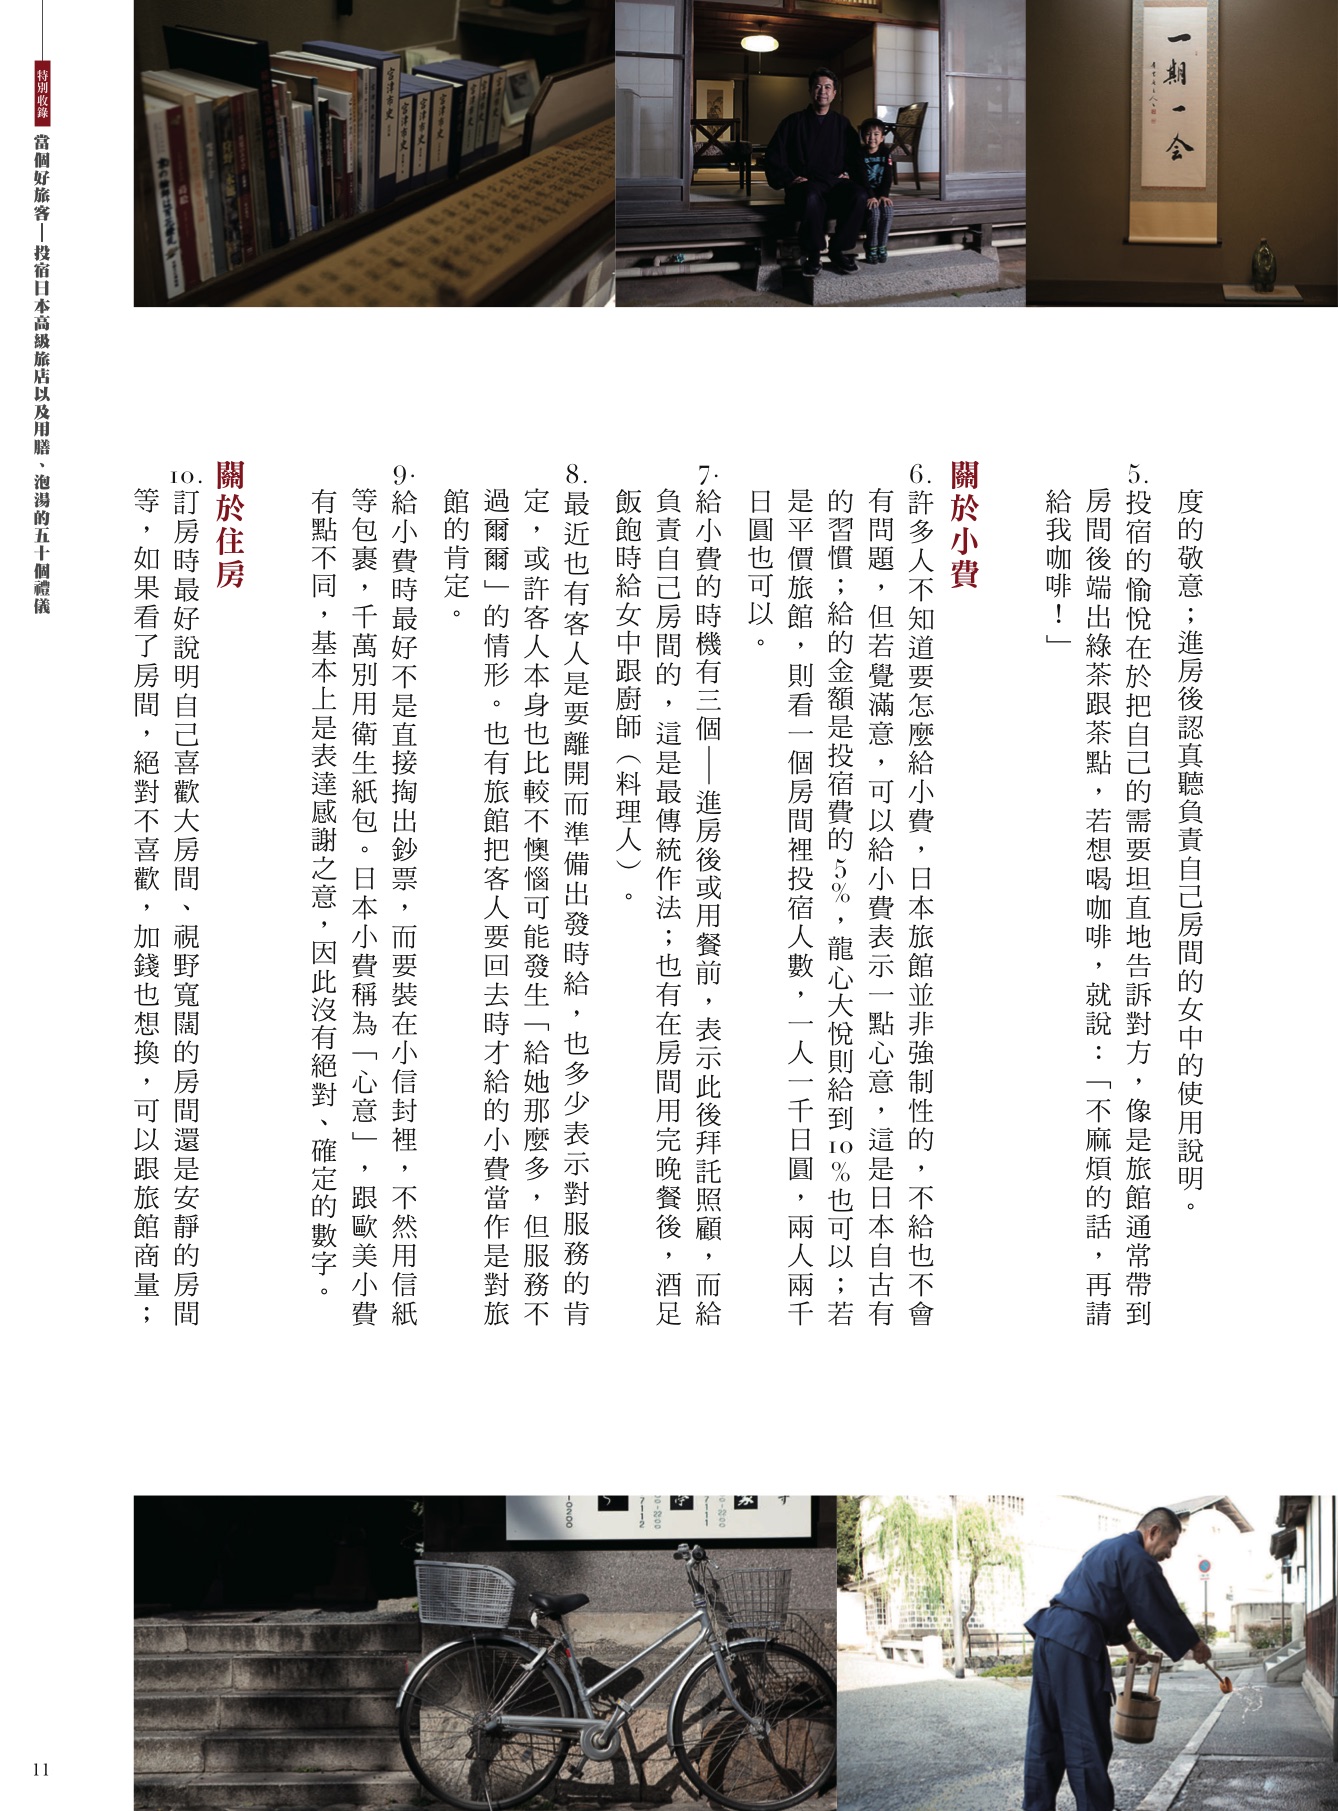 特別收錄
當個好旅客—投宿日本高級旅店以及用膳、泡湯的五十個禮儀
宮津市史
宮津市史
宮津市史
宮津市史
一期一会
度的敬意；進房後認真聽負責自己房間的女中的使用說明。
5. 投宿的愉悅在於把自己的需要坦直地告訴對方，像是旅館通常帶到
房間後端出綠茶跟茶點，若想喝咖啡，就說：「不麻煩的話，再請
給我咖啡！」
關於小費
6. 許多人不知道要怎麼給小費，日本旅館並非強制性的，不給也不會
有問題，但若覺滿意，可以給小費表示一點心意，這是日本自古有
的習慣；給的金額是投宿費的5%，龍心大悅則給到10%也可以；若
是平價旅館，則看一個房間裡投宿人數，一人一千日圓，兩人兩千
日圓也可以。
7. 給小費的時機有三個——進房後或用餐前，表示此後拜託照顧，而給
負責自己房間的，這是最傳統作法；也有在房間用完晚餐後，酒足
飯飽時給女中跟廚師（料理人）。
8. 最近也有客人是要離開而準備出發時給，也多少表示對服務的肯
定，或許客人本身也比較不懊惱可能發生「給她那麼多，但服務不
過爾爾」的情形。也有旅館把客人要回去時才給的小費當作是對旅
館的肯定。
9. 給小費時最好不是直接掏出鈔票，而要裝在小信封裡，不然用信紙
等包裹，千萬別用衛生紙包。日本小費稱為「心意」，跟歐美小費
有點不同，基本上是表達感謝之意，因此沒有絕對、確定的數字。
關於住房
10. 訂房時最好說明自己喜歡大房間、視野寬闊的房間還是安靜的房間
等，如果看了房間，絕對不喜歡，加錢也想換，可以跟旅館商量；
11